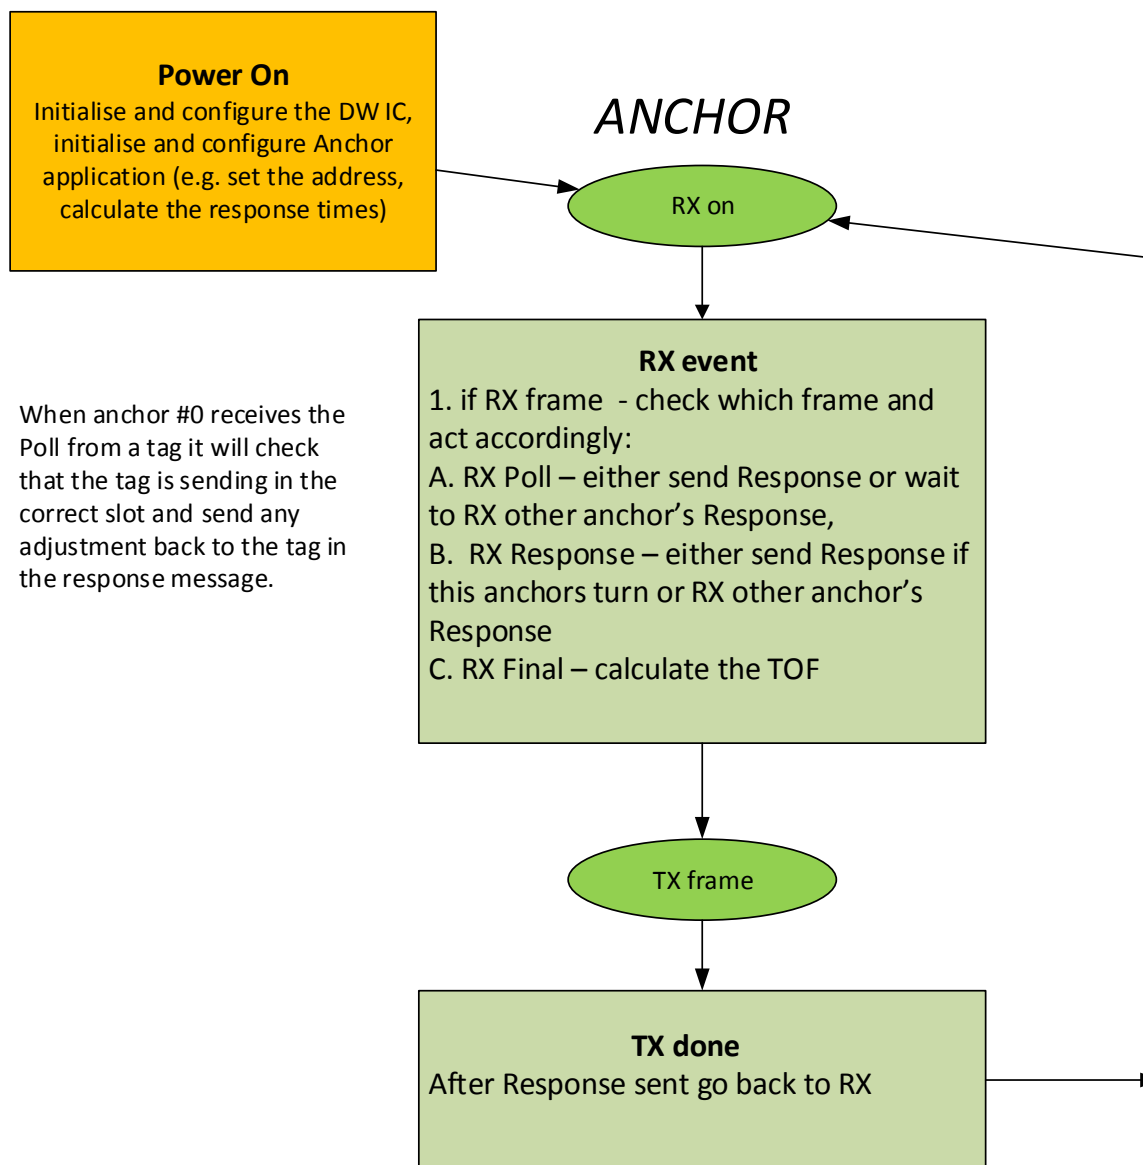 Power On
Initialise and configure the DW IC,
initialise and configure Anchor
application (e.g. set the address,
calculate the response times)
ANCHOR
RX on
RX event
1. if RX frame  - check which frame and
act accordingly:
A. RX Poll – either send Response or wait
to RX other anchor's Response,
B.  RX Response – either send Response if
this anchors turn or RX other anchor's
Response
C. RX Final – calculate the TOF
When anchor #0 receives the
Poll from a tag it will check
that the tag is sending in the
correct slot and send any
adjustment back to the tag in
the response message.
TX frame
TX done
After Response sent go back to RX